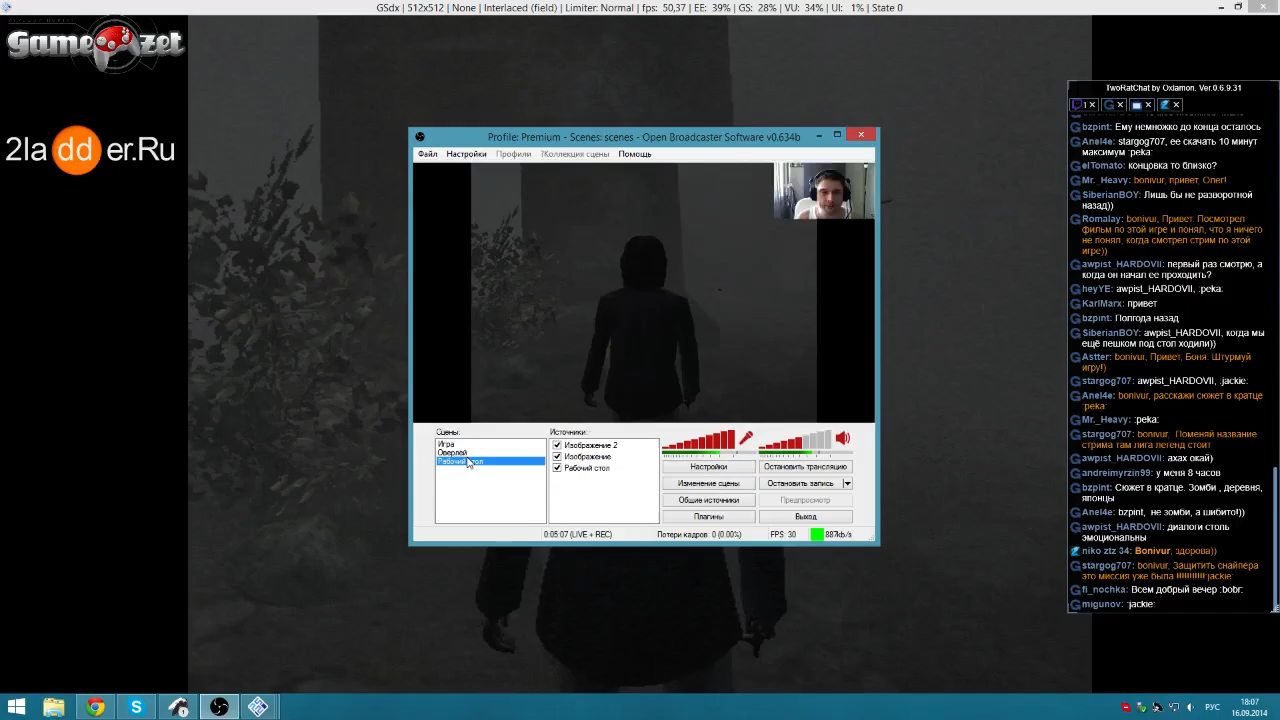 GSdx | 512x512 | None | Interlaced (field) | Limiter: Normal | fps: 50,37 | EE: 39% | GS: 28% | VU: 34% | UI: 1% | State 0
GameAzet
2ladder.Ru
Profile: Premium - Scenes: scenes - Open Broadcaster Software v0.634b
Файл Настройки Профили ?Коллекция сцены Помощь
Сцены:
Игра
Оверлей
Рабочий стол
Источники:
Изображение 2
Изображение
Рабочий стол
Настройки
Остановить трансляцию
Изменение сцены
Остановить запись
Общие источники
Предпросмотр
Плагины
Выход
0:05:07 (LIVE + REC)
Потери кадров: 0 (0.00%)
FPS: 30
887kb/s
TwoRatChat by Oxlamon. Ver.0.6.9.31
1
bzpint: Ему немножко до конца осталось
Anel4e: stargog707, ее скачать 10 минут
максимум :peka:
elTomato: концовка то близко?
Mr._Heavy: bonivur, привет, Олег!
SiberianBOY: Лишь бы не разворотной
назад))
Romalay: bonivur, Привет. Посмотрел
фильм по этой игре и понял, что я ничего
не понял, когда смотрел стрим по этой
игре))
awpist_HARDOVII: первый раз смотрю, а
когда он начал ее проходить?
heyYE: awpist_HARDOVII, :peka:
KarlMarx: привет
bzpint: Полгода назад
SiberianBOY: awpist_HARDOVII, когда мы
ещё пешком под стол ходили))
Astter: bonivur, Привет, Боня. Штурмуй
игру!)
stargog707: awpist_HARDOVII, :jackie:
Anel4e: bonivur, расскажи сюжет в кратце
:peka:
Mr._Heavy: :peka:
stargog707: bonivur, Поменяй название
стрима там лига легенд стоит
awpist_HARDOVII: ахах окай)
andreimyrzin99: у меня 8 часов
bzpint: Сюжет в кратце. Зомби , деревня,
японцы
Anel4e: bzpint, не зомби, а шибито!))
awpist_HARDOVII: диалоги столь
эмоциональны
niko ztz 34: Bonivur, здорова))
stargog707: bonivur, Защитить снайпера
это миссия уже была !!!!!!!!!!!:jackie:
fi_nochka: Всем добрый вечер :bobr:
migunov: :jackie:
РУС
18:07
16.09.2014